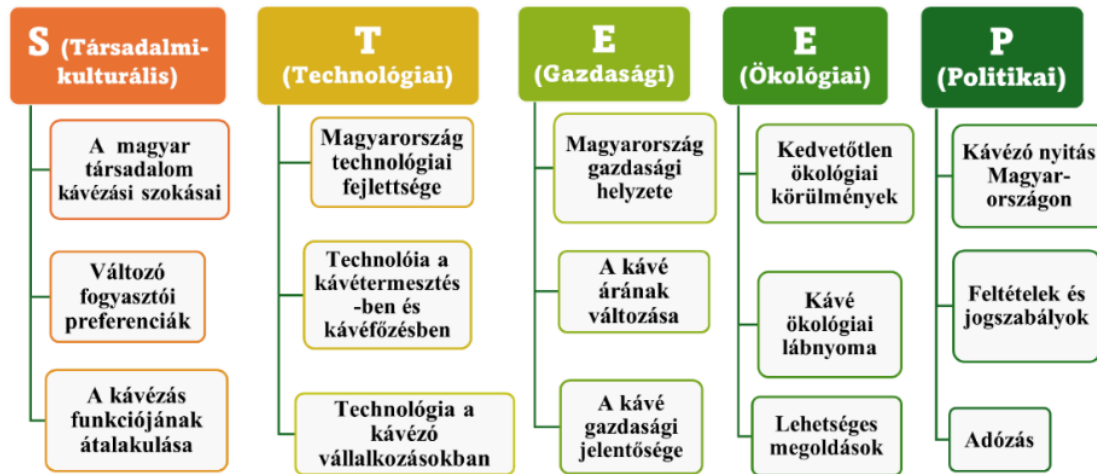 S (Társadalmi-
kulturális)
A magyar
társadalom
kávézási szokásai
Változó
fogyasztói
preferenciák
A kávézás
funkciójának
átalakulása
T
(Technológiai)
Magyarország
technológiai
fejlettsége
Technolóia a
kávétermesztés
-ben és
kávéfőzésben
Technológia a
kávézó
vállalkozásokban
E
(Gazdasági)
Magyarország
gazdasági
helyzete
A kávé
árának
változása
A kávé
gazdasági
jelentősége
E
(Ökológiai)
Kedvetőtlen
ökológiai
körülmények
Kávé
ökológiai
lábnyoma
Lehetséges
megoldások
P
(Politikai)
Kávézó nyitás
Magyar-
országon
Feltételek és
jogszabályok
Adózás